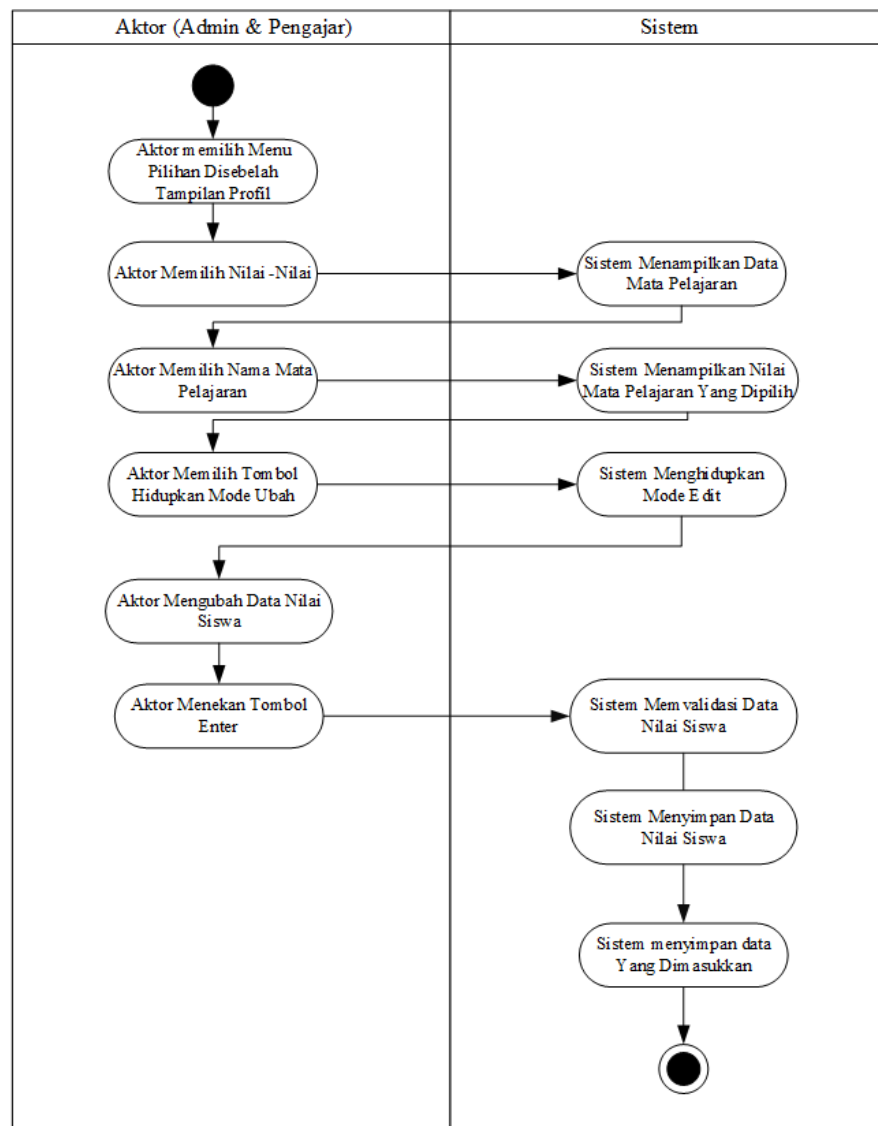 Aktor (Admin & Pengajar)
Sistem
Aktor memilih Menu
Pilihan Disebelah
Tampilan Profil
Aktor Memilih Nilai -Nilai
Sistem Menampilkan Data
Mata Pelajaran
Aktor Memilih Nama Mata
Pelajaran
Sistem Menampilkan Nilai
Mata Pelajaran Yang Dipilih
Aktor Memilih Tombol
Hidupkan Mode Ubah
Sistem Menghidupkan
Mode Edit
Aktor Mengubah Data Nilai
Siswa
Aktor Menekan Tombol
Enter
Sistem Memvalidasi Data
Nilai Siswa
Sistem Menyimpan Data
Nilai Siswa
Sistem menyimpan data
Yang Dimasukkan